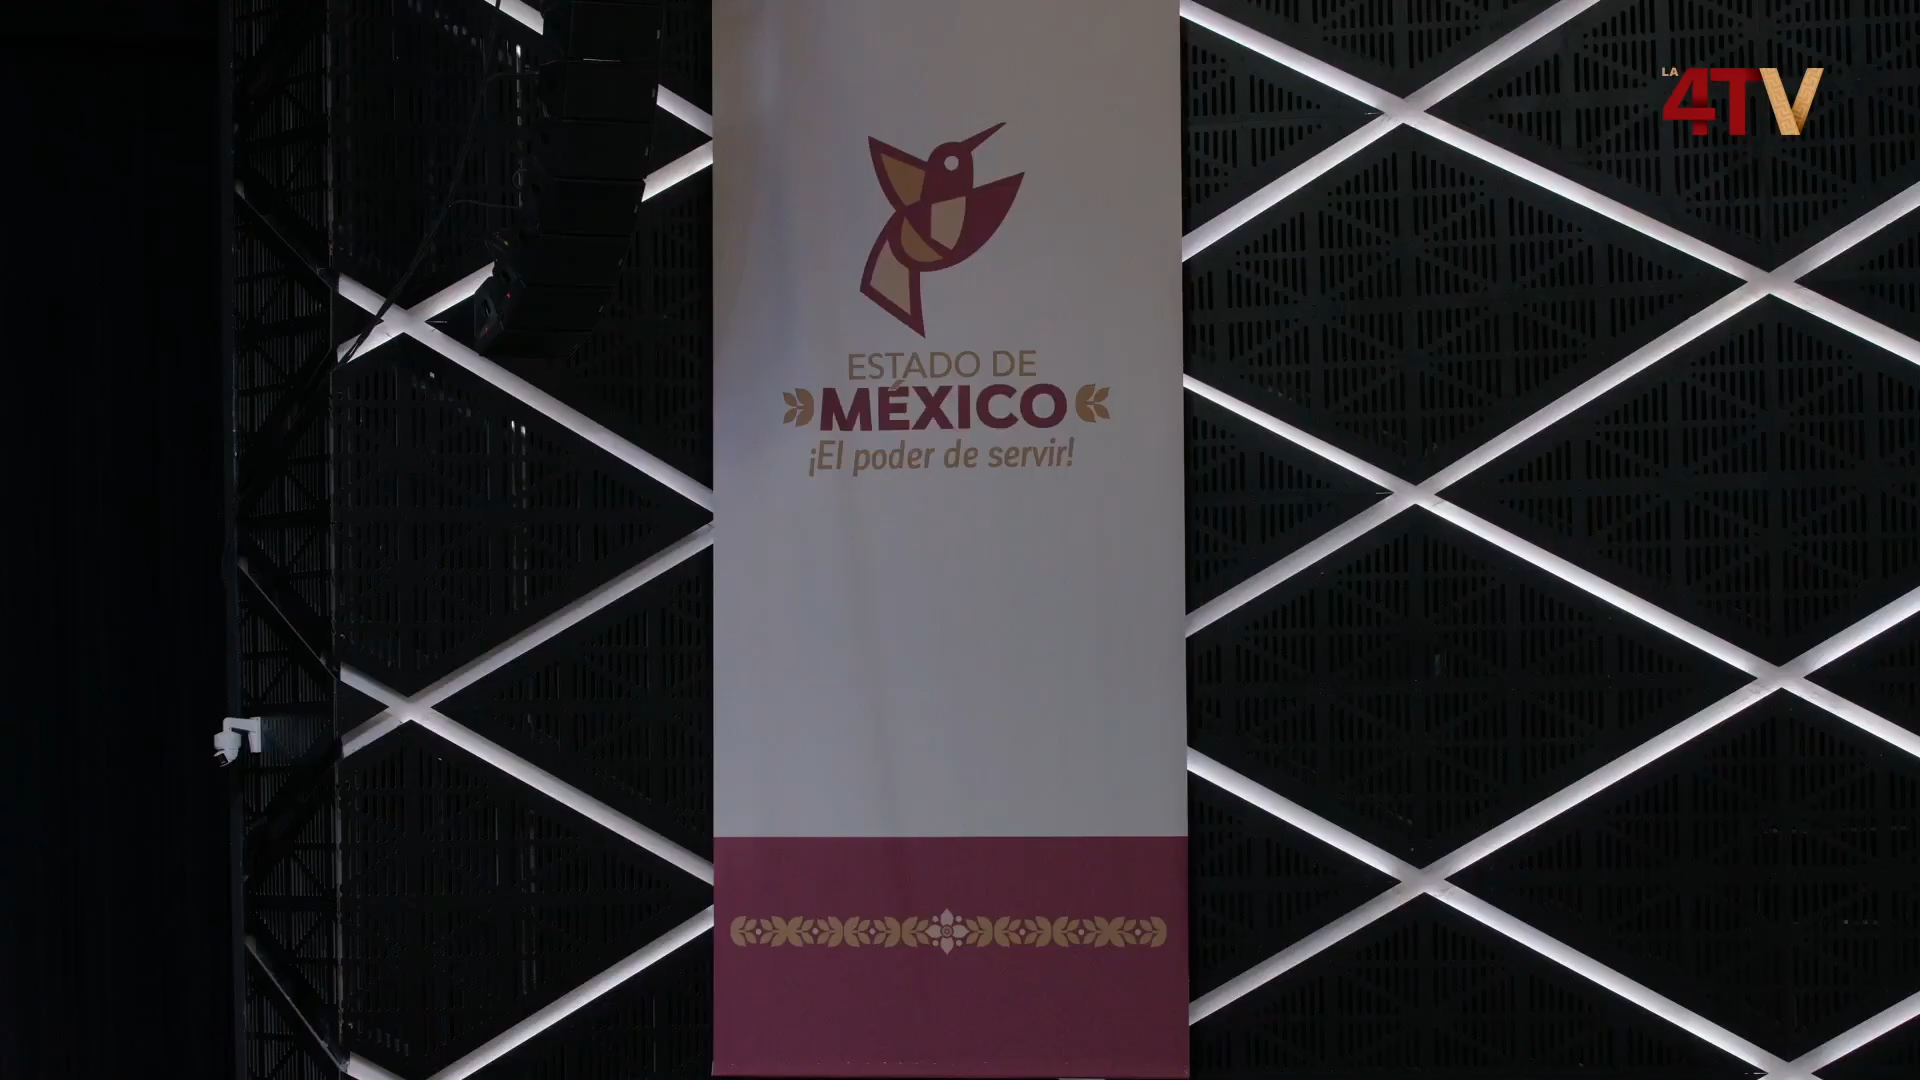 LA
4TV
ESTADO DE
MÉXICO
¡El poder de servir!